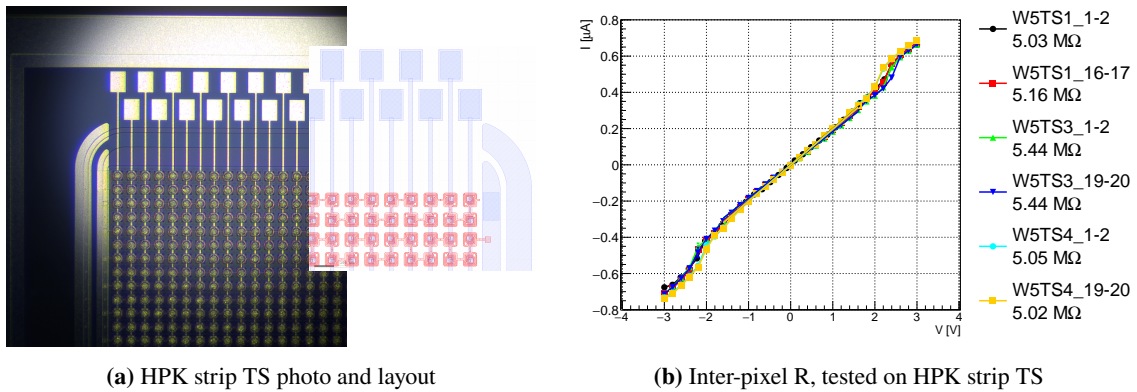 I [μA]
0.8
0.6
0.4
0.2
0
−0.2
−0.4
−0.6
−0.8
−4 −3 −2 −1 0 1 2 3 4
V [V]
W5TS1_1-2
5.03 MΩ
W5TS1_16-17
5.16 MΩ
W5TS3_1-2
5.44 MΩ
W5TS3_19-20
5.44 MΩ
W5TS4_1-2
5.05 MΩ
W5TS4_19-20
5.02 MΩ
(a) HPK strip TS photo and layout
(b) Inter-pixel R, tested on HPK strip TS